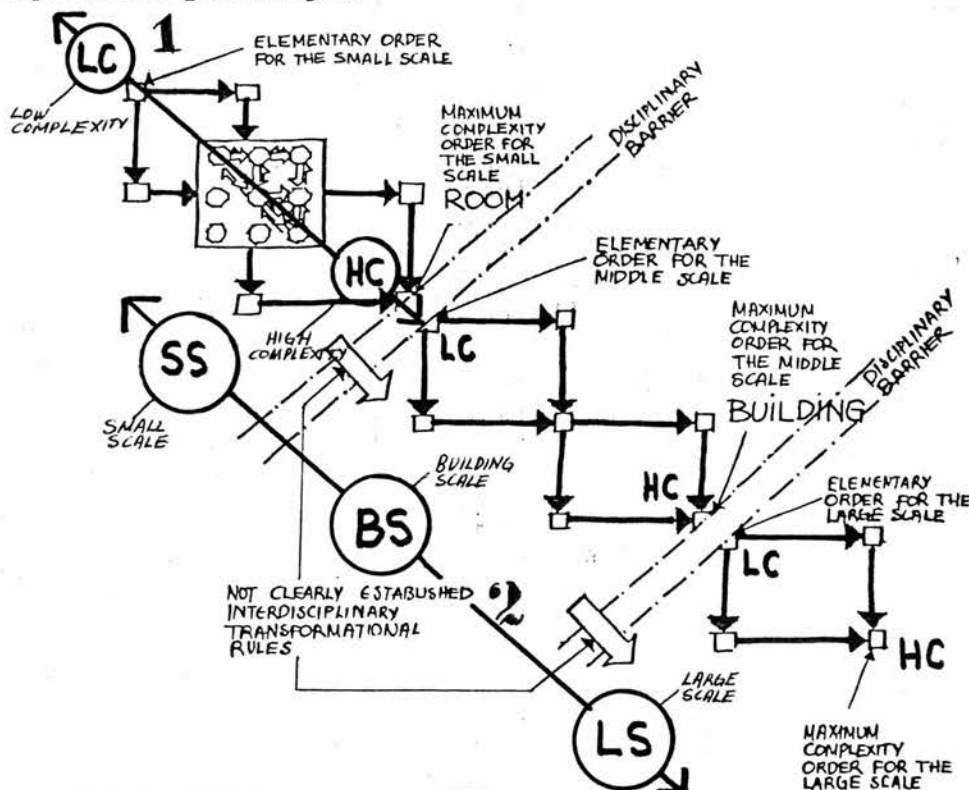 LC
1
ELEMENTARY ORDER
FOR THE SMALL SCALE
LOW
COMPLEXITY
MAXIMUM
COMPLEXITY
ORDER FOR
THE SMALL
SCALE
ROOM
DISCIPLINARY
BARRIER
HC
HIGH
COMPLEXITY
ELEMENTARY
ORDER FOR THE
MIDDLE SCALE
LC
SS
SMALL
SCALE
MAXIMUM
COMPLEXITY
ORDER FOR
THE MIDDLE
SCALE
BUILDING
DISCIPLINARY
BARRIER
BUILDING
SCALE
BS
HC
ELEMENTARY
ORDER FOR THE
LARGE SCALE
LC
NOT CLEARLY ESTABLISHED
INTERDISCIPLINARY
TRANSFORMATIONAL
RULES
2
HC
LARGE
SCALE
LS
MAXIMUM
COMPLEXITY
ORDER FOR THE
LARGE SCALE